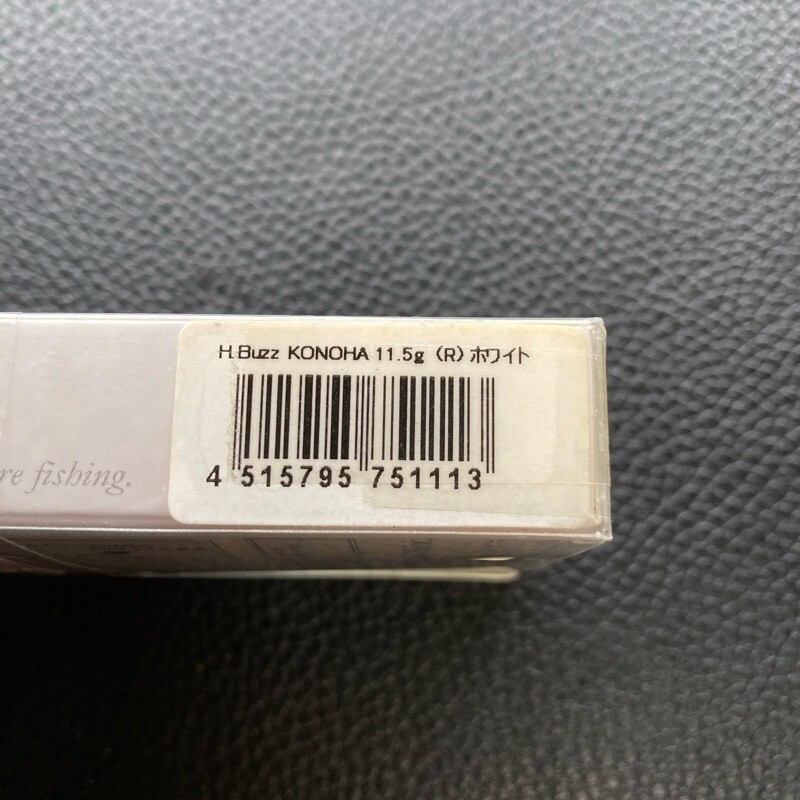 H.Buzz KONOHA 11.5g (R) ホワイト
4 515795 751113
re fishing.